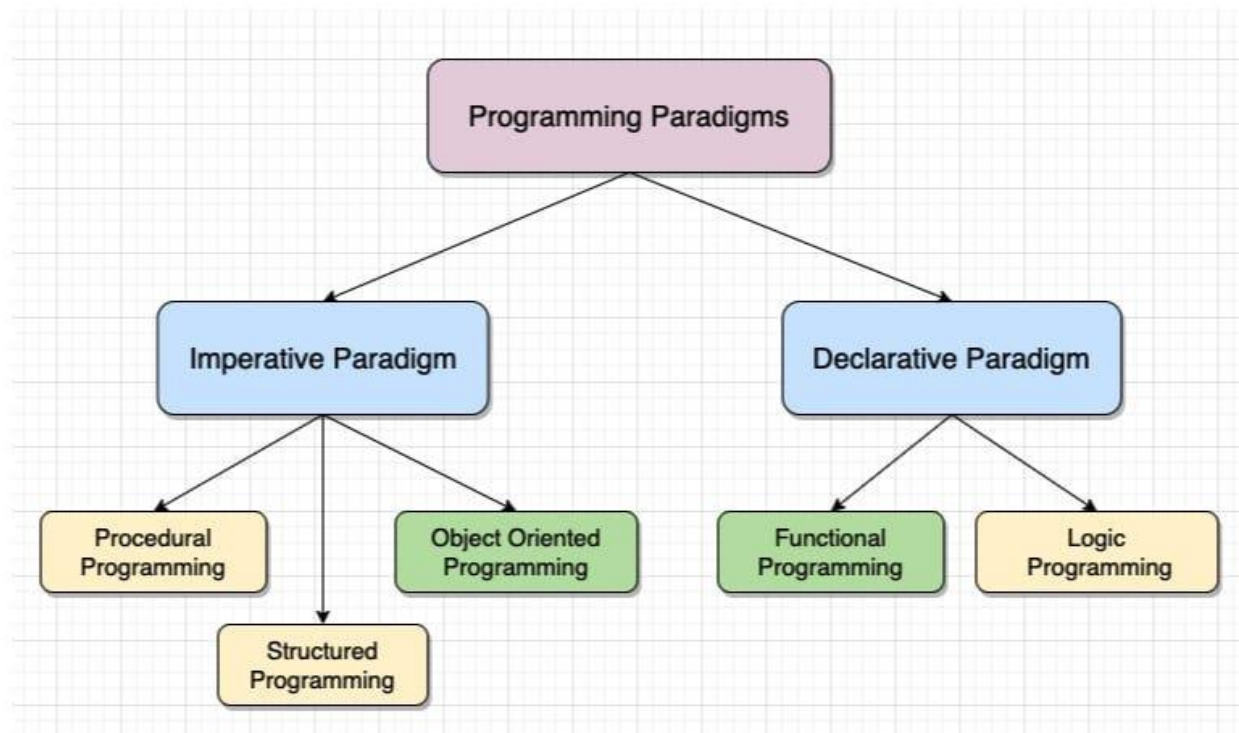 Programming Paradigms
Imperative Paradigm
Declarative Paradigm
Procedural
Programming
Object Oriented
Programming
Functional
Programming
Logic
Programming
Structured
Programming